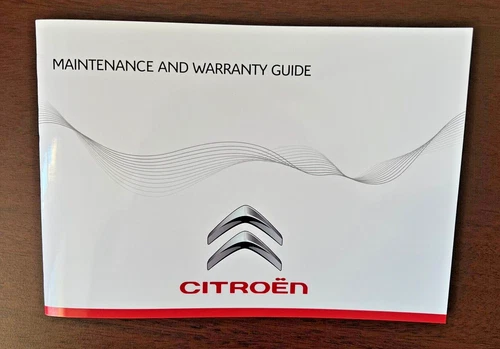 MAINTENANCE AND WARRANTY GUIDE
CITROËN